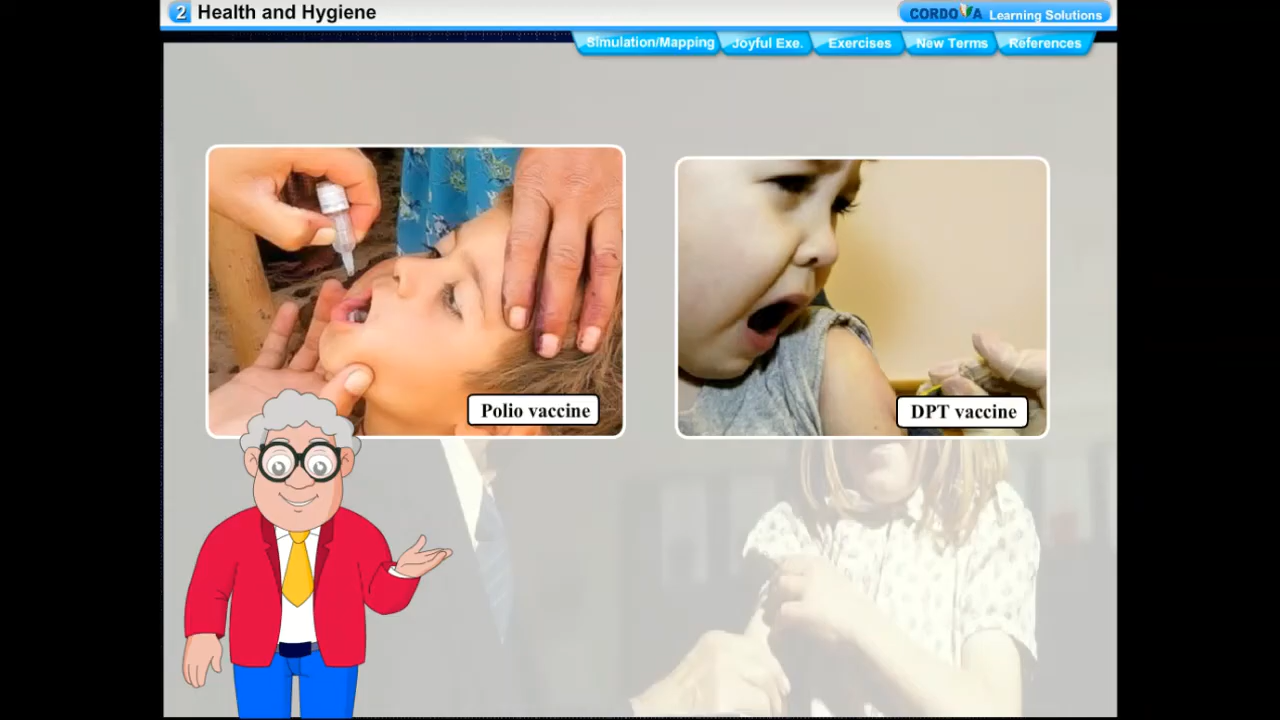 2 Health and Hygiene
CORDOVA Learning Solutions
Simulation/Mapping
Joyful Exe.
Exercises
New Terms
References
Polio vaccine
DPT vaccine